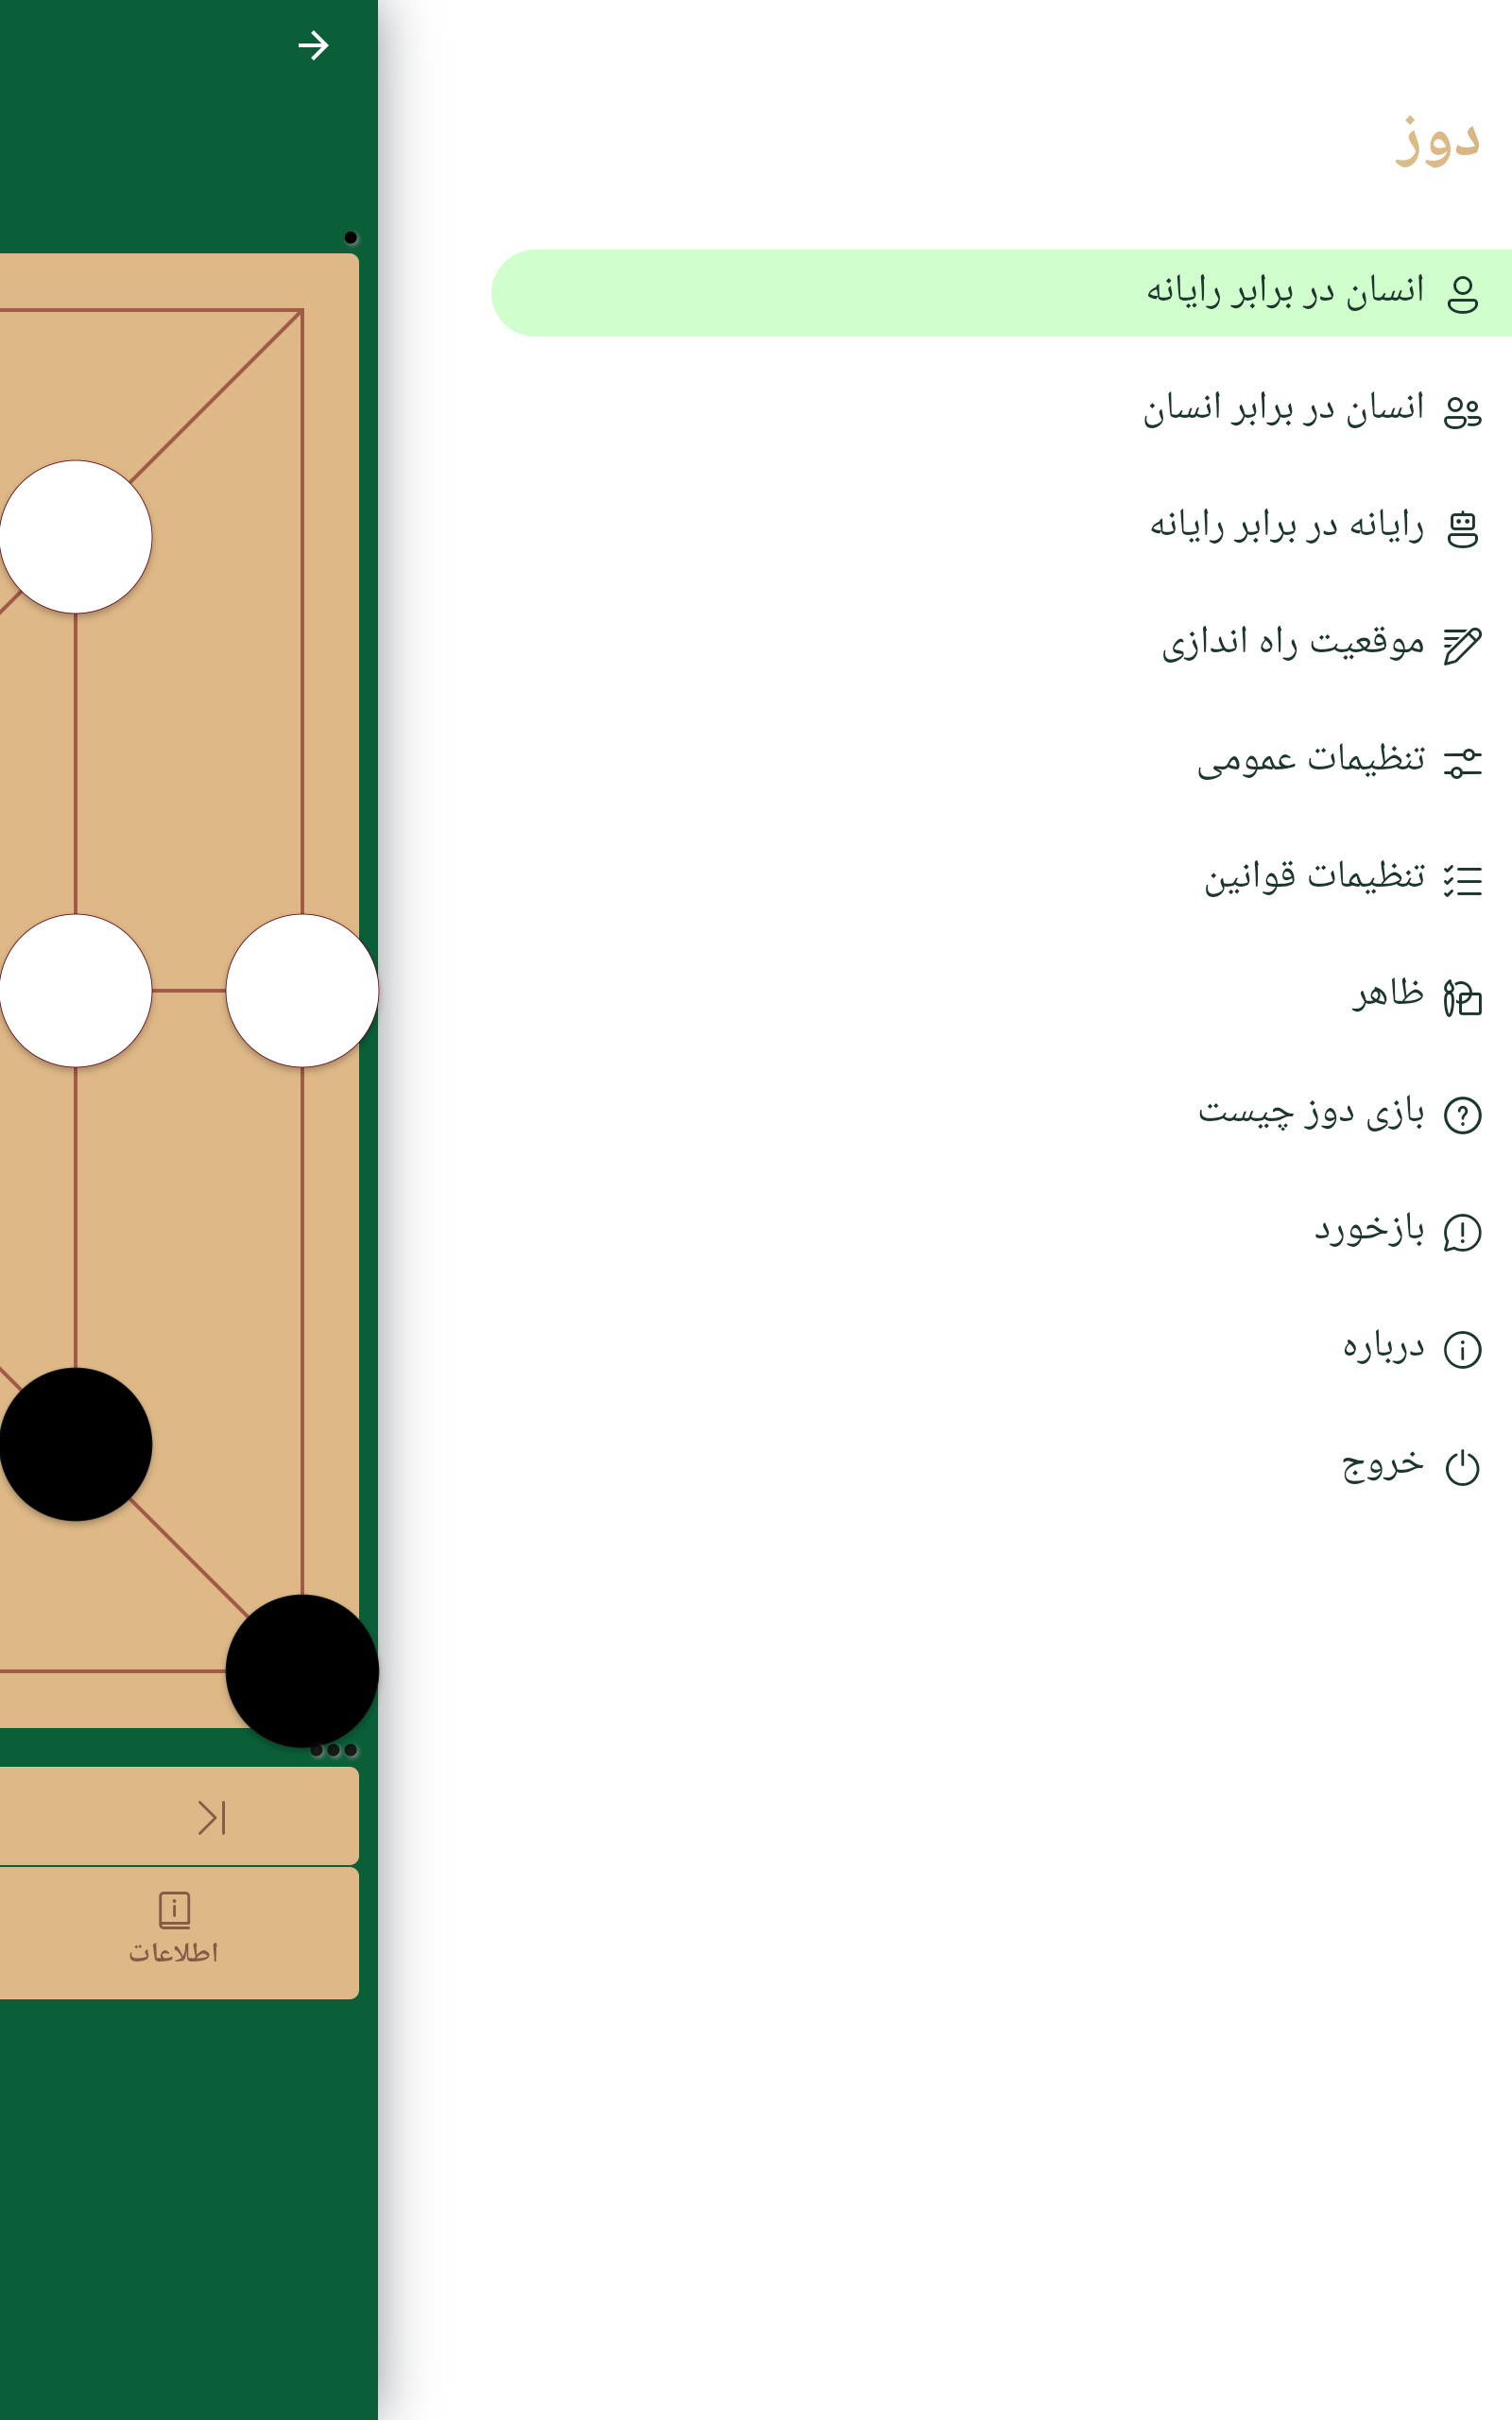 دوز
انسان در برابر رایانه
انسان در برابر انسان
رایانه در برابر رایانه
موقعیت راه اندازی
تنظیمات عمومی
تنظیمات قوانین
ظاهر
بازی دوز چیست
بازخورد
درباره
خروج
اطلاعات